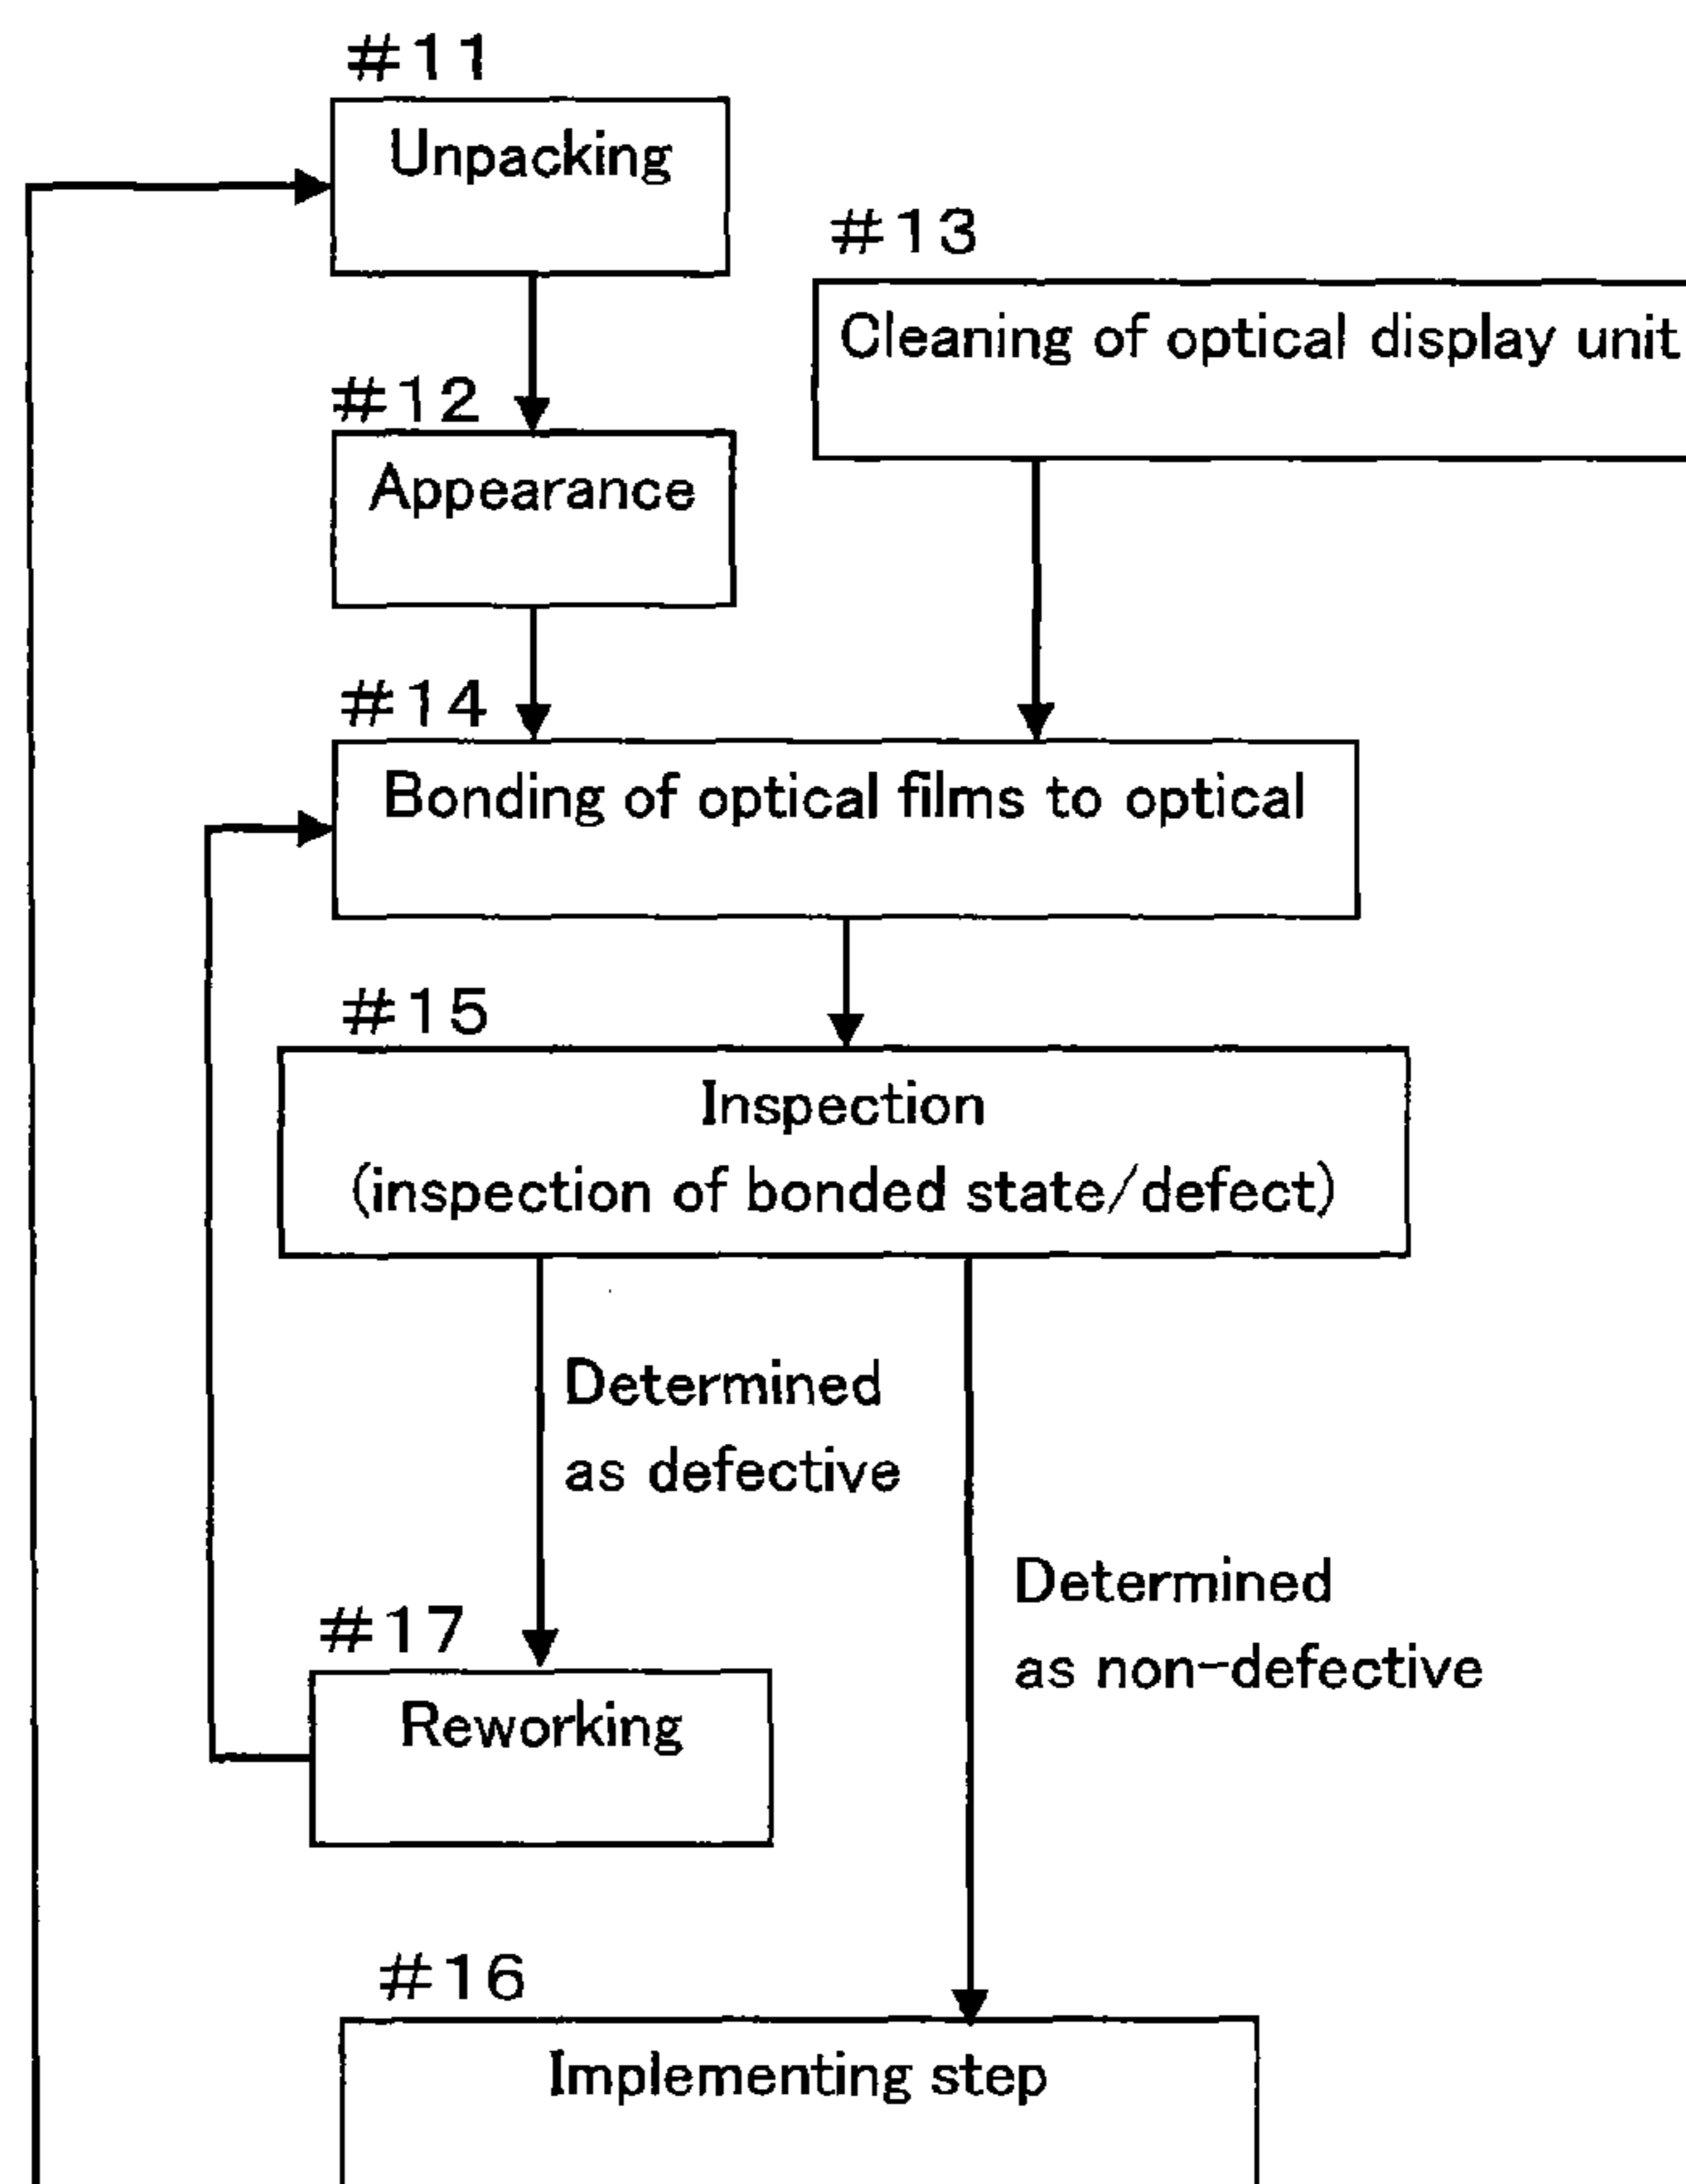 #11
Unpacking
#13
Cleaning of optical display unit
#12
Appearance
#14
Bonding of optical films to optical
#15
Inspection
(inspection of bonded state/defect)
Determined
as defective
Determined
as non-defective
#17
Reworking
#16
Implementing step